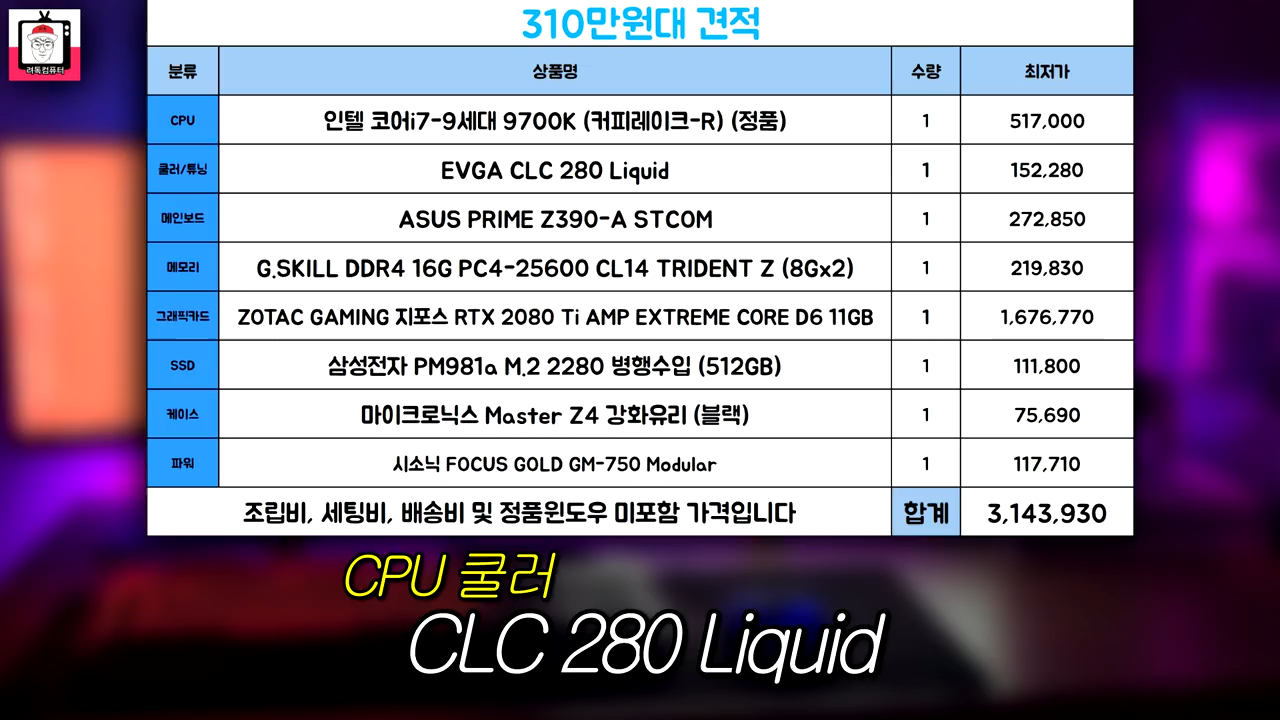 310만원대 견적
려톡컴퓨터
분류 상품명 수량 최저가
CPU 인텔 코어i7-9세대 9700K (커피레이크-R) (정품) 1 517,000
쿨러/튜닝 EVGA CLC 280 Liquid 1 152,280
메인보드 ASUS PRIME Z390-A STCOM 1 272,850
메모리 G.SKILL DDR4 16G PC4-25600 CL14 TRIDENT Z (8Gx2) 1 219,830
그래픽카드 ZOTAC GAMING 지포스 RTX 2080 Ti AMP EXTREME CORE D6 11GB 1 1,676,770
SSD 삼성전자 PM981a M.2 2280 병행수입 (512GB) 1 111,800
케이스 마이크로닉스 Master Z4 강화유리 (블랙) 1 75,690
파워 시소닉 FOCUS GOLD GM-750 Modular 1 117,710
조립비, 세팅비, 배송비 및 정품윈도우 미포함 가격입니다 합계 3,143,930
CPU 쿨러
CLC 280 Liquid